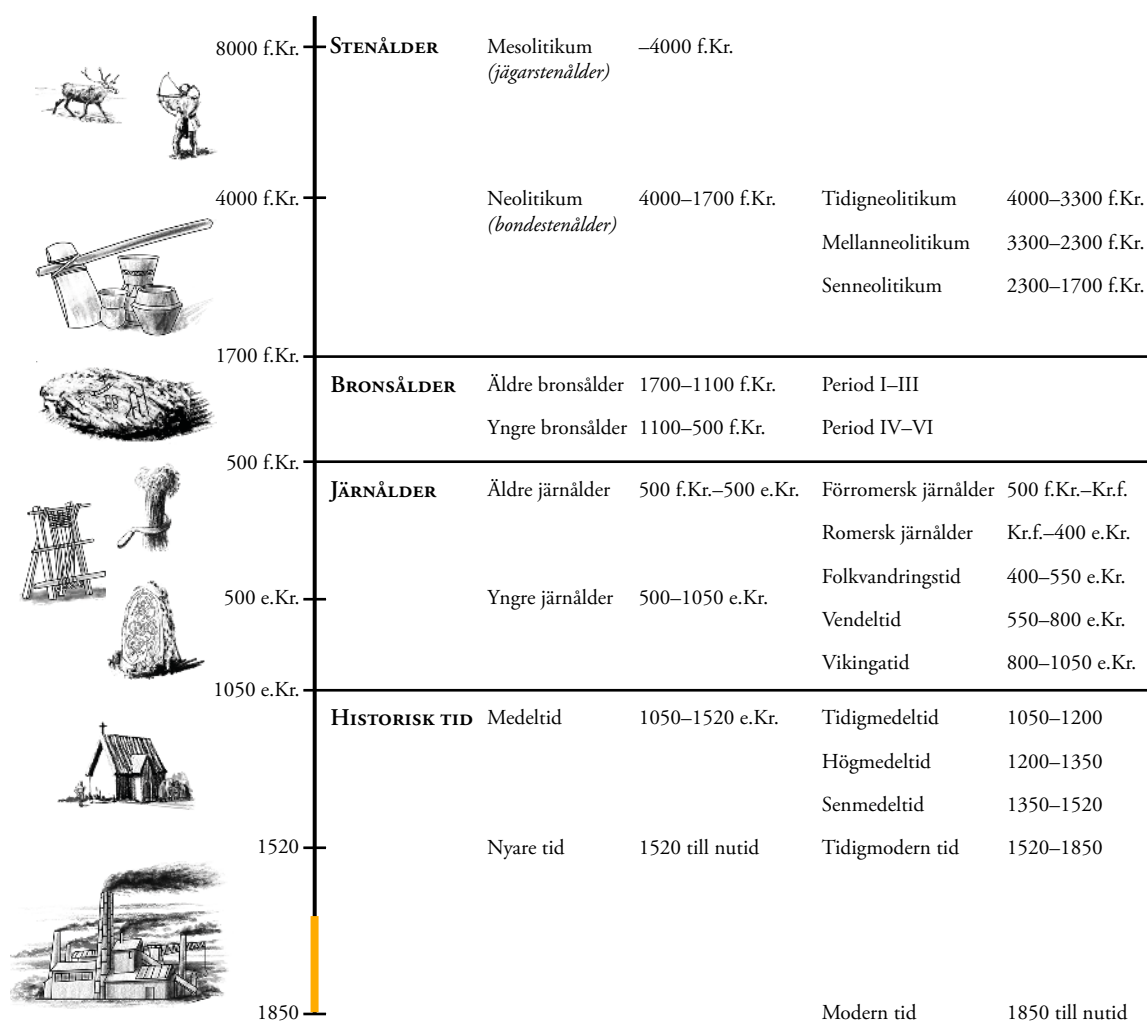 8000 f.Kr. STENÅLDER Mesolitikum –4000 f.Kr.
(jägarstenålder)
4000 f.Kr. Neolitikum 4000–1700 f.Kr. Tidigneolitikum 4000–3300 f.Kr.
(bondestenålder)
Mellanneolitikum 3300–2300 f.Kr.
Senneolitikum 2300–1700 f.Kr.
1700 f.Kr.
BRONSÅLDER Äldre bronsålder 1700–1100 f.Kr. Period I–III
Yngre bronsålder 1100–500 f.Kr. Period IV–VI
500 f.Kr.
JÄRNÅLDER Äldre järnålder 500 f.Kr.–500 e.Kr. Förromersk järnålder 500 f.Kr.–Kr.f.
Romersk järnålder Kr.f.–400 e.Kr.
Folkvandringstid 400–550 e.Kr.
500 e.Kr. Yngre järnålder 500–1050 e.Kr.
Vendeltid 550–800 e.Kr.
Vikingatid 800–1050 e.Kr.
1050 e.Kr.
HISTORISK TID Medeltid 1050–1520 e.Kr. Tidigmedeltid 1050–1200
Högmedeltid 1200–1350
Senmedeltid 1350–1520
1520 Nyare tid 1520 till nutid Tidigmodern tid 1520–1850
1850 Modern tid 1850 till nutid